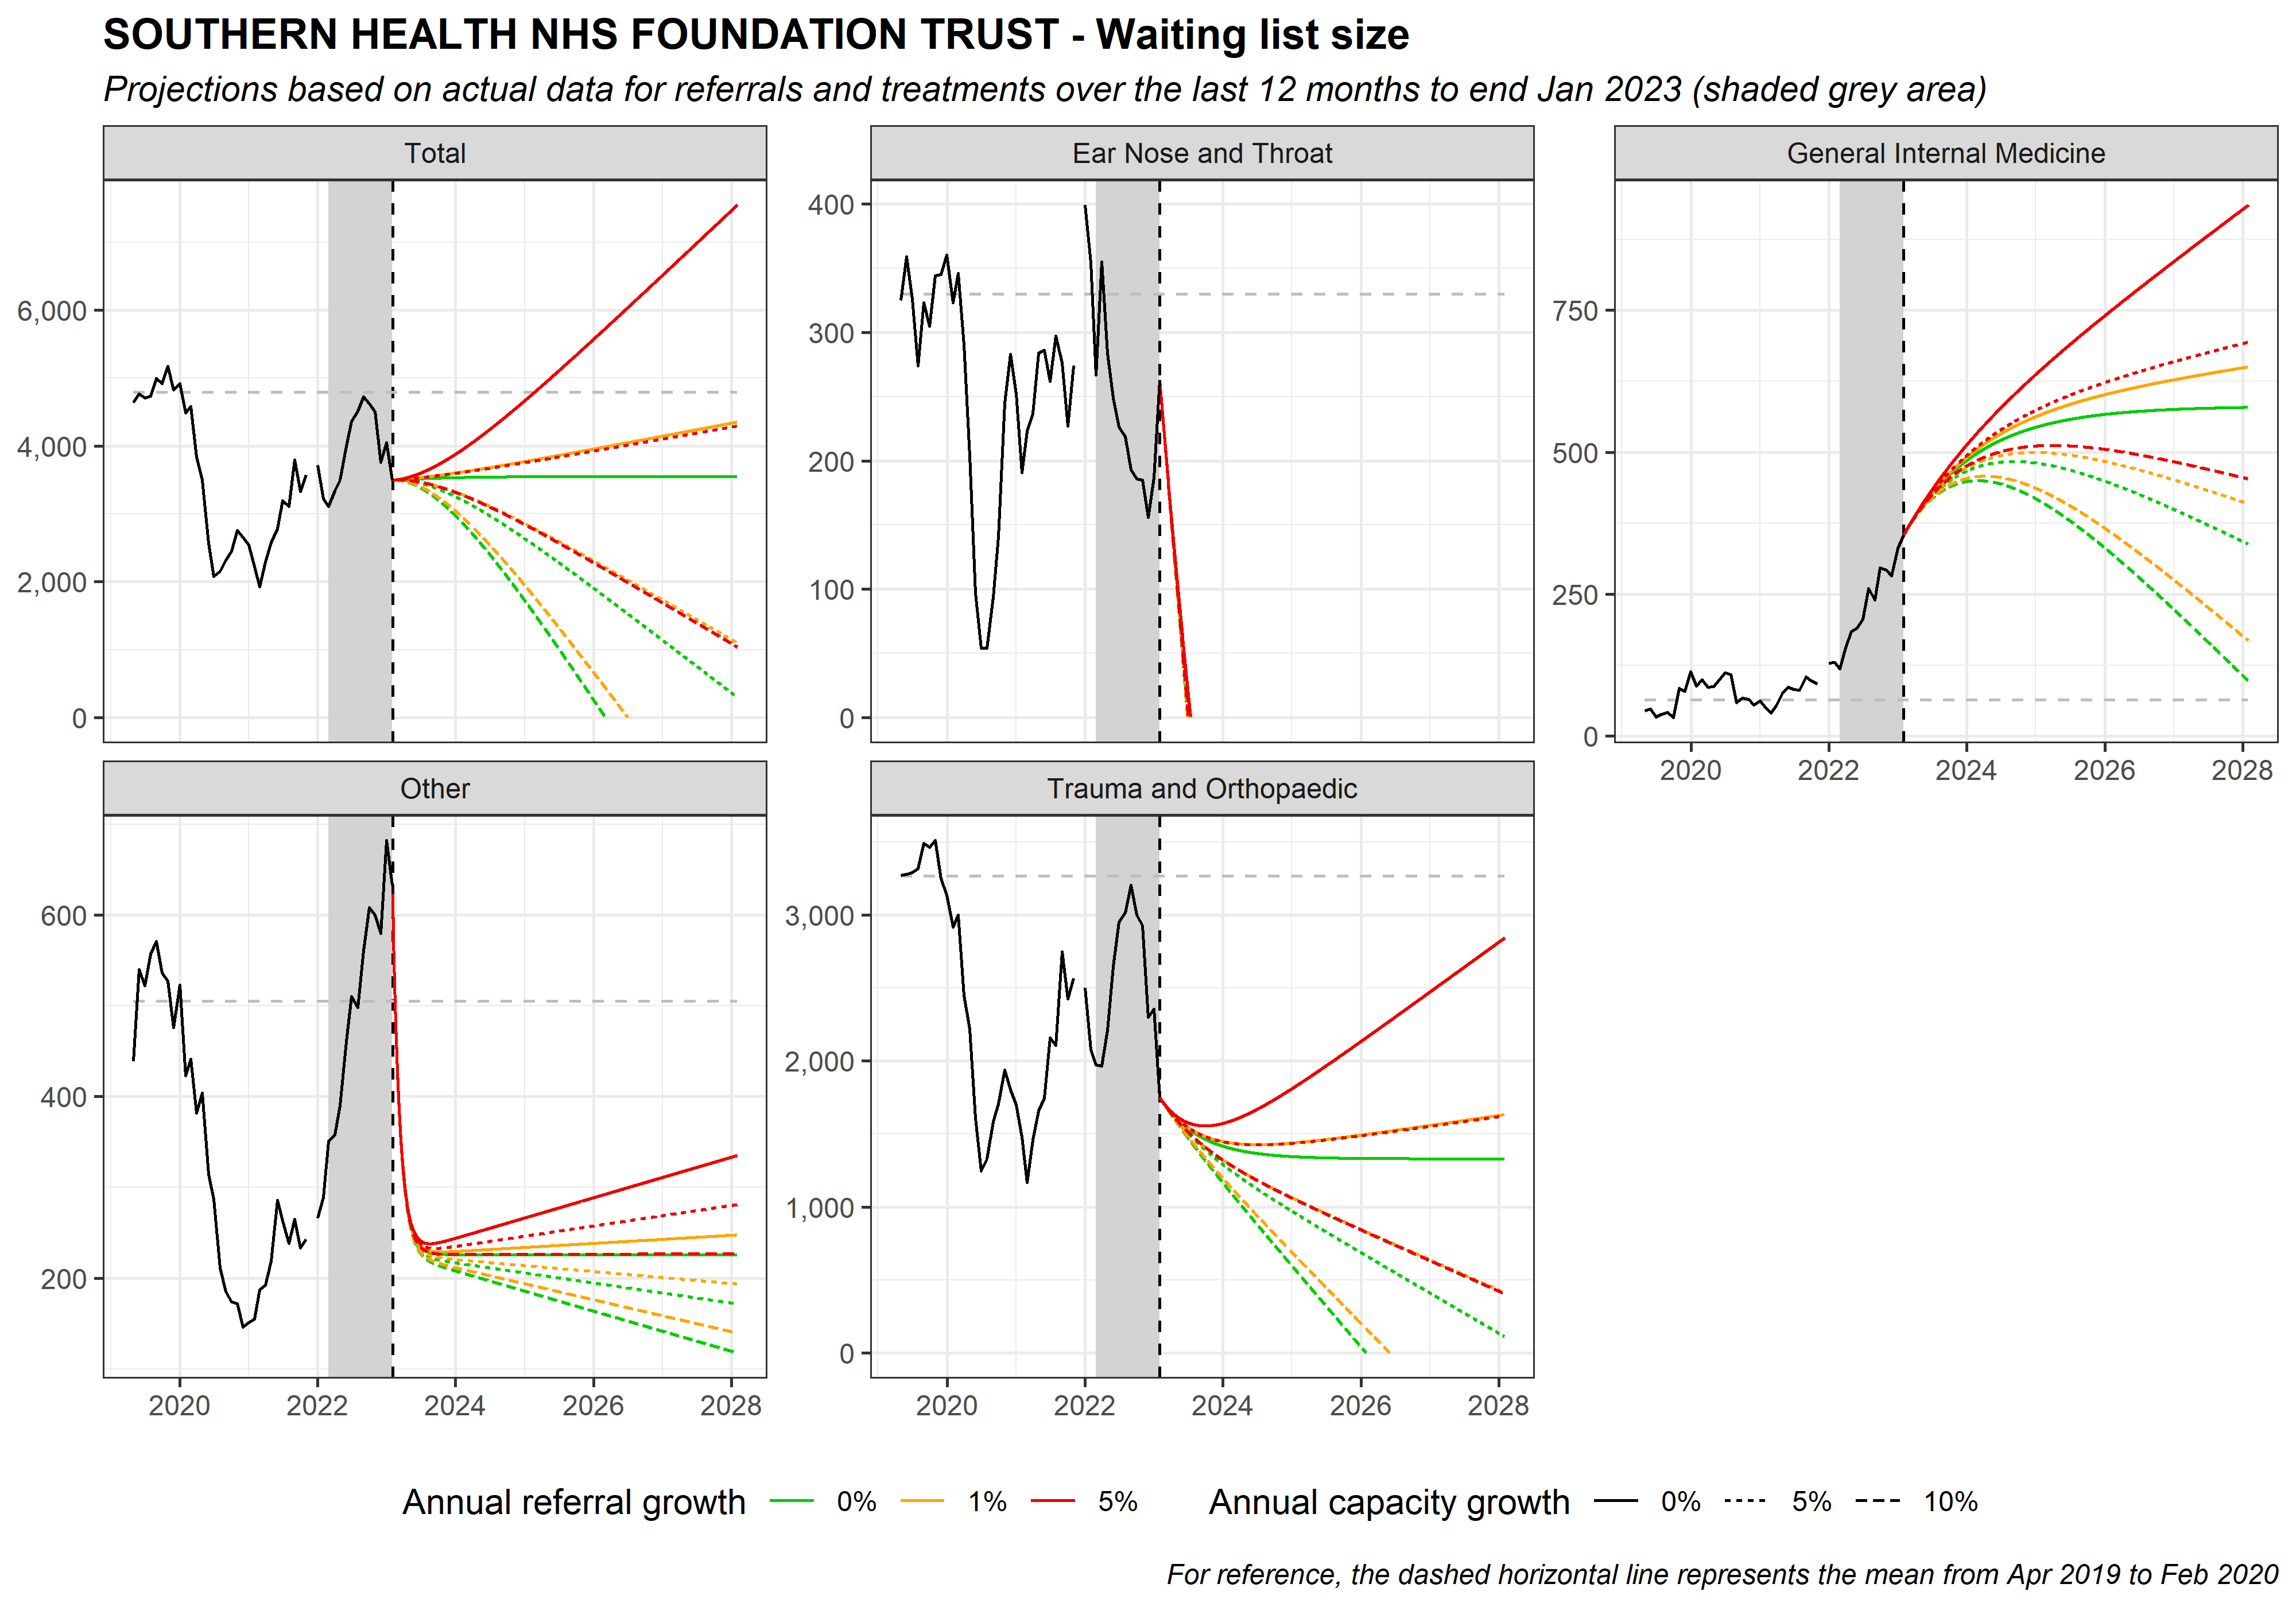 SOUTHERN HEALTH NHS FOUNDATION TRUST - Waiting list size
Projections based on actual data for referrals and treatments over the last 12 months to end Jan 2023 (shaded grey area)
Total
6,000
4,000
2,000
0
Ear Nose and Throat
400
300
200
100
0
General Internal Medicine
750
500
250
0
2020 2022 2024 2026 2028
Other
600
400
200
2020 2022 2024 2026 2028
Trauma and Orthopaedic
3,000
2,000
1,000
0
2020 2022 2024 2026 2028
Annual referral growth 0% 1% 5% Annual capacity growth 0% 5% 10%
For reference, the dashed horizontal line represents the mean from Apr 2019 to Feb 2020